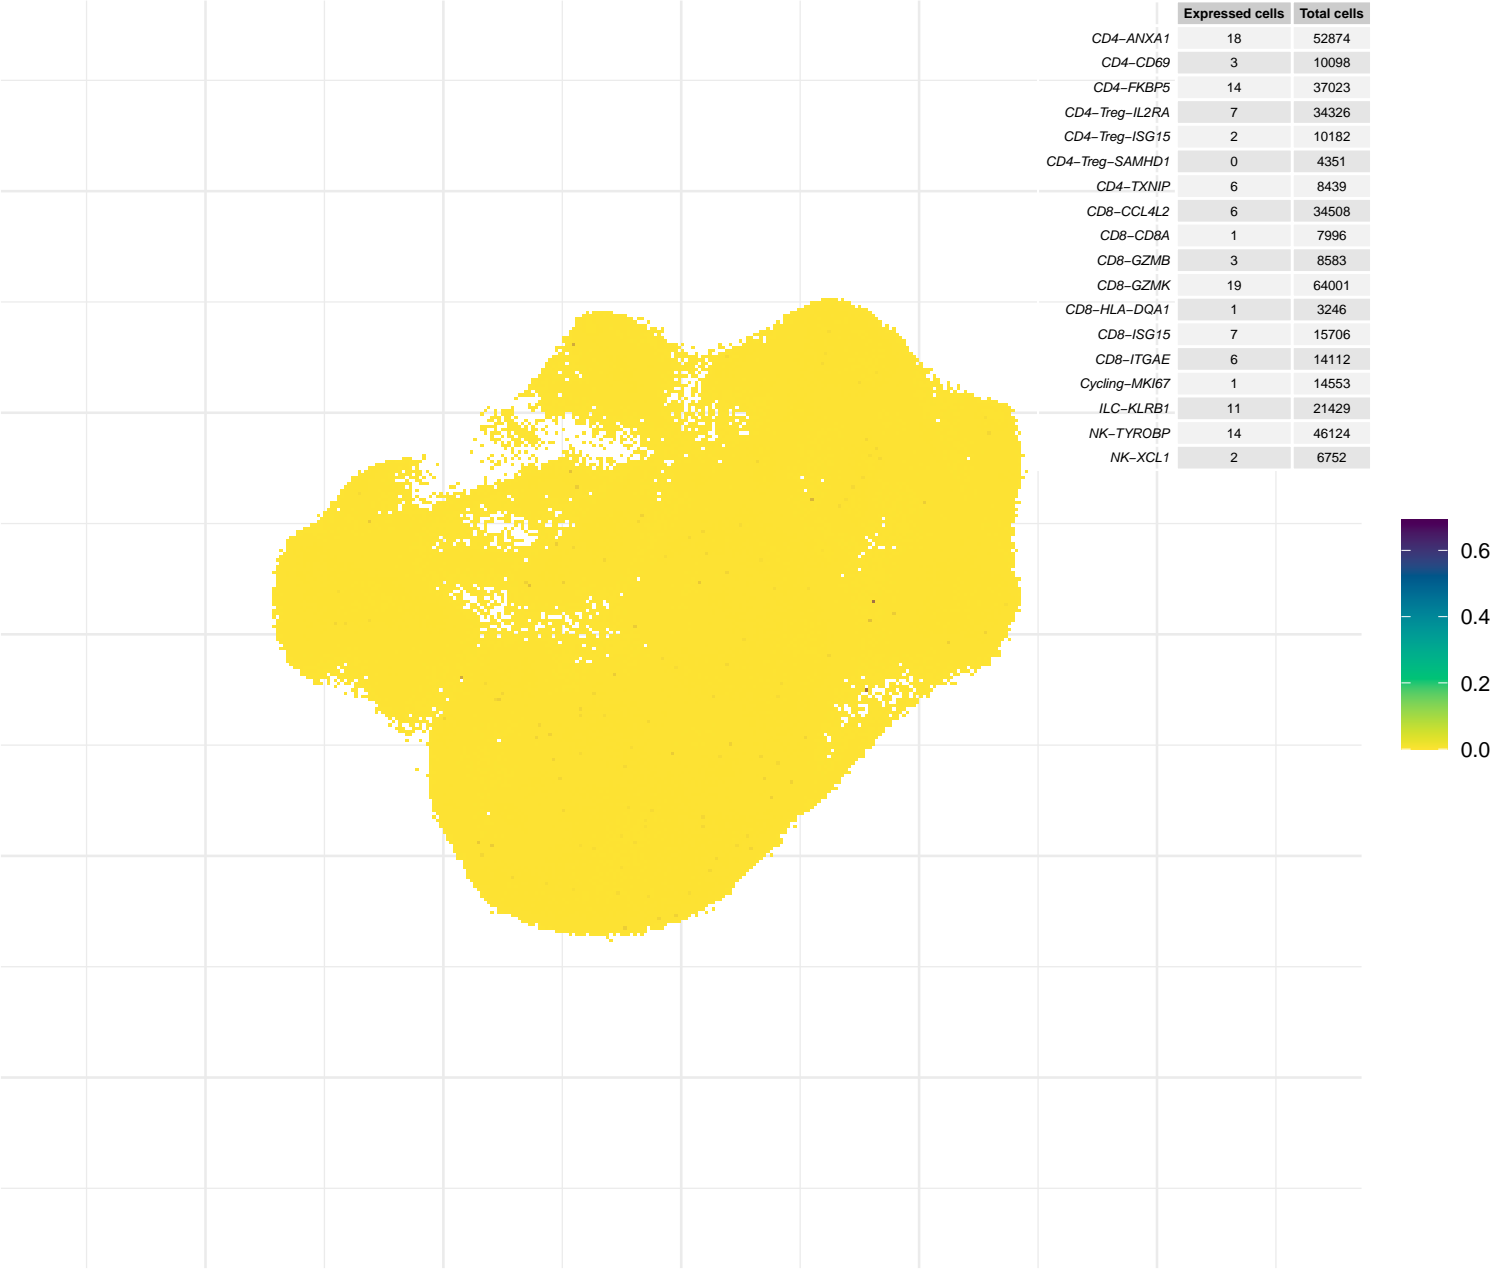 Expressed cells Total cells
CD4−ANXA1 18 52874
CD4−CD69 3 10098
CD4−FKBP5 14 37023
CD4−Treg−IL2RA 7 34326
CD4−Treg−ISG15 2 10182
CD4−Treg−SAMHD1 0 4351
CD4−TXNIP 6 8439
CD8−CCL4L2 6 34508
CD8−CD8A 1 7996
CD8−GZMB 3 8583
CD8−GZMK 19 64001
CD8−HLA−DQA1 1 3246
CD8−ISG15 7 15706
CD8−ITGAE 6 14112
Cycling−MKI67 1 14553
ILC−KLRB1 11 21429
NK−TYROBP 14 46124
NK−XCL1 2 6752
0.6
0.4
0.2
0.0